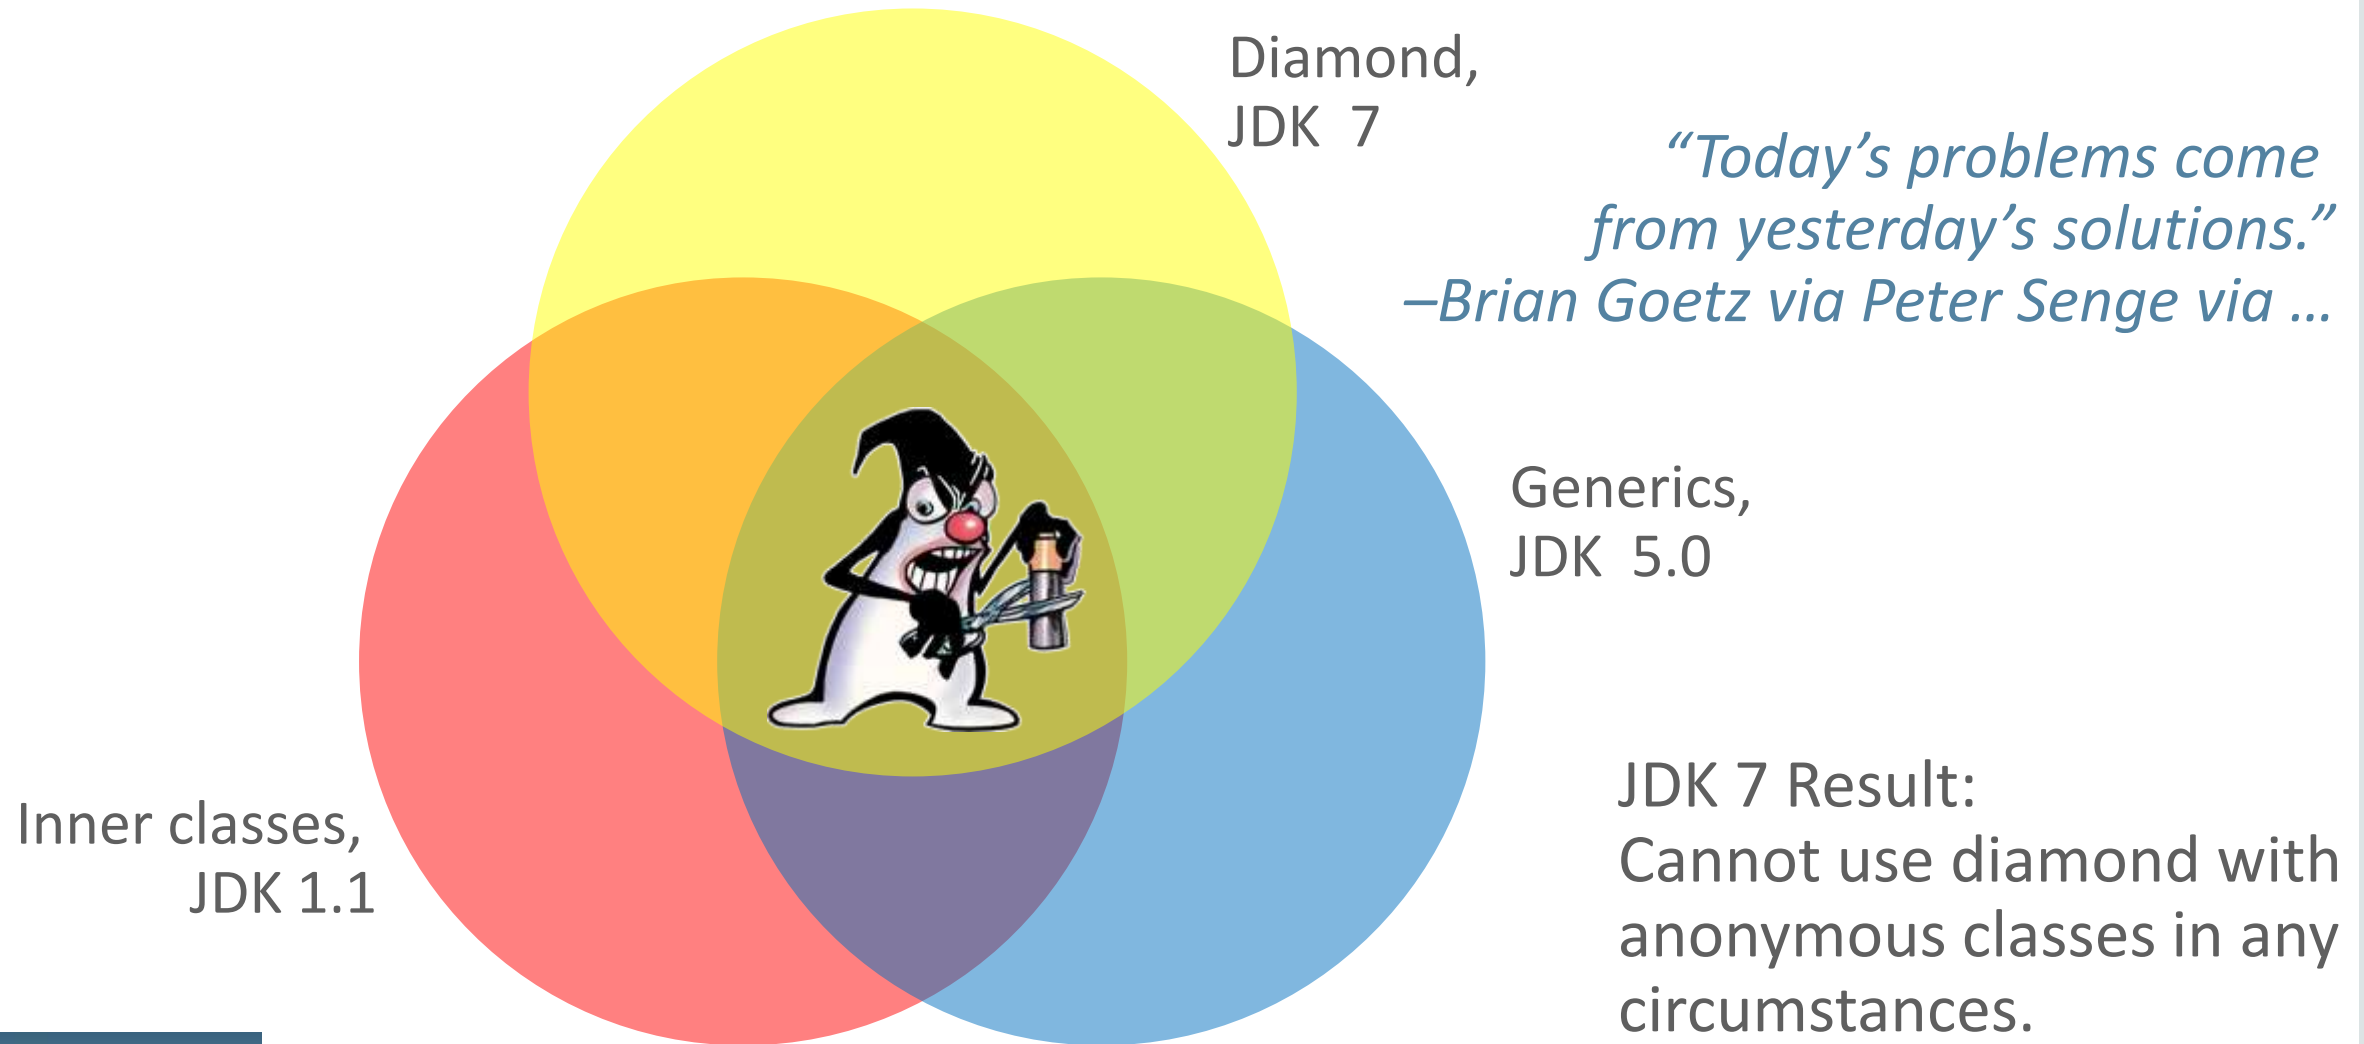 Diamond,
JDK 7
“Today’s problems come
from yesterday’s solutions.”
–Brian Goetz via Peter Senge via …
Generics,
JDK 5.0
Inner classes,
JDK 1.1
JDK 7 Result:
Cannot use diamond with
anonymous classes in any
circumstances.